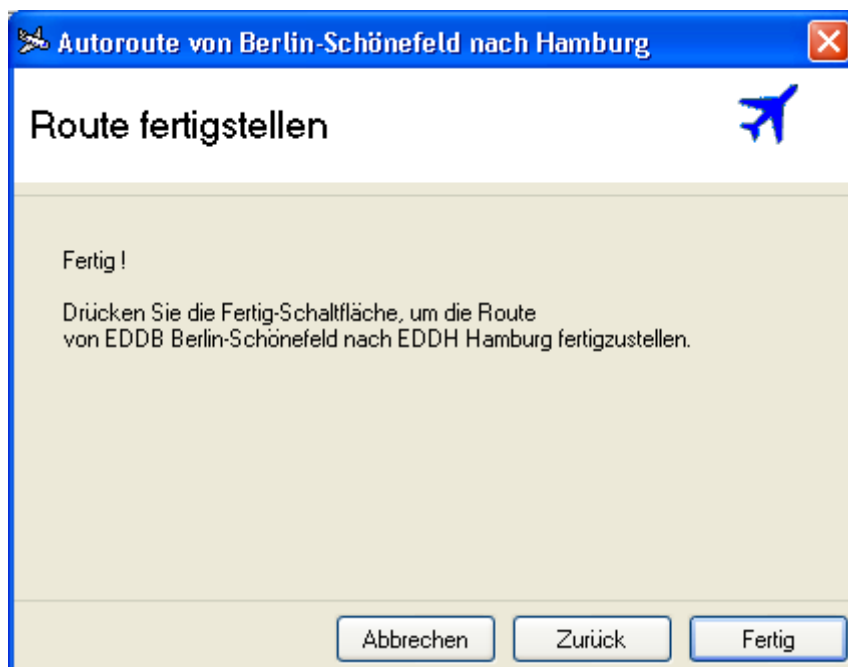 Autoroute von Berlin-Schönefeld nach Hamburg
Route fertigstellen
Fertig !
Drücken Sie die Fertig-Schaltfläche, um die Route
von EDDB Berlin-Schönefeld nach EDDH Hamburg fertigzustellen.
Abbrechen Zurück Fertig